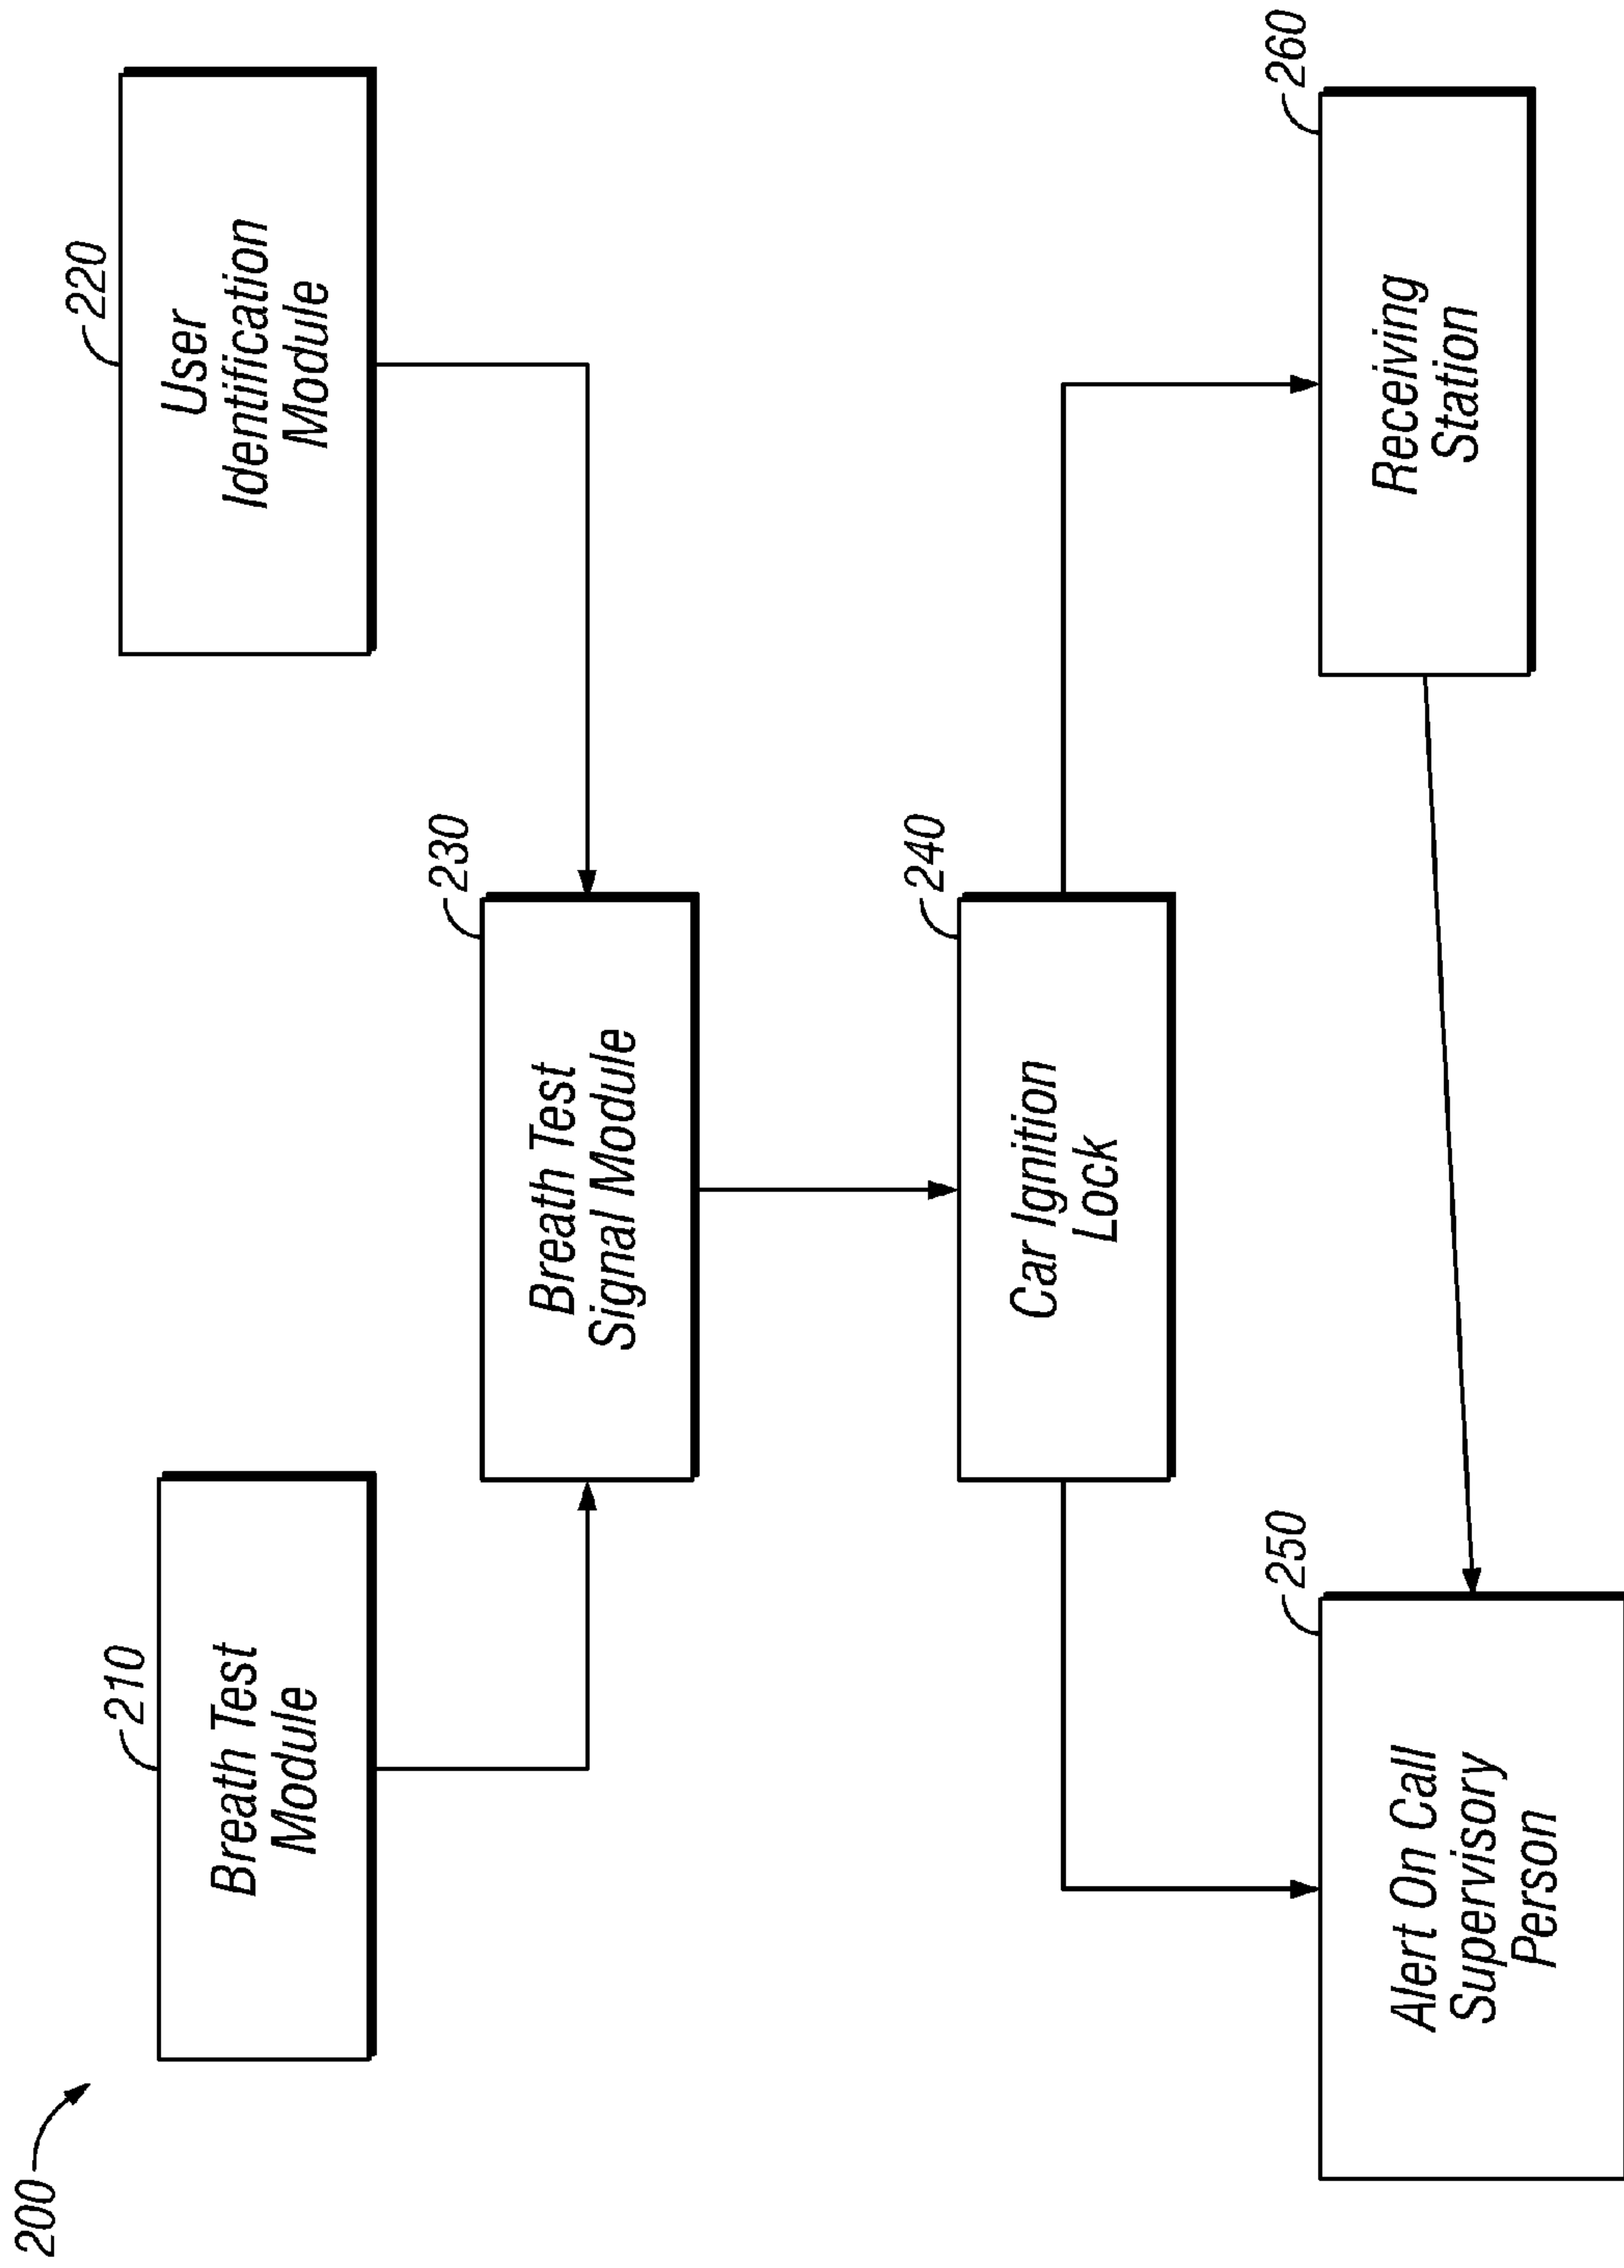 200
210
Breath Test
Module
220
User
Identification
Module
230
Breath Test
Signal Module
240
Car Ignition
Lock
250
Alert On Call
Supervisory
Person
260
Receiving
Station